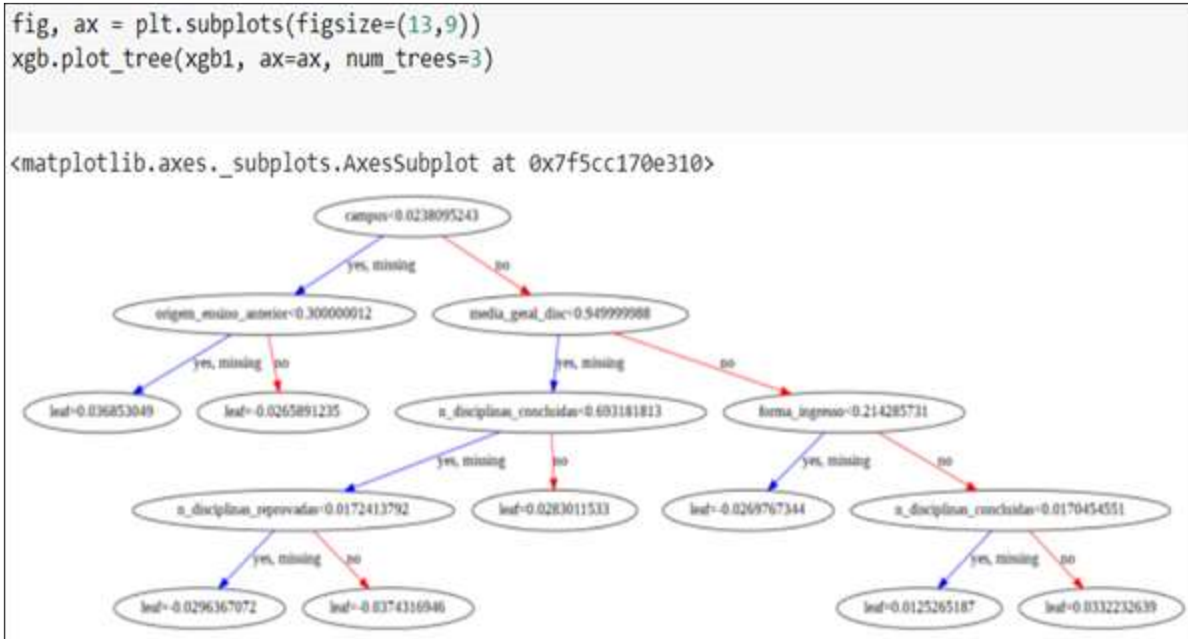 fig, ax = plt.subplots(figsize=(13,9))
xgb.plot_tree(xgb1, ax=ax, num_trees=3)
<matplotlib.axes._subplots.AxesSubplot at 0x7f5cc170e310>
campus<0.0238095243
yes, missing no
origem_ensino_anterior<0.300000012 media_geral_disc<0.949999988
yes, missing no yes, missing no
leaf=0.036853049 leaf=-0.0265891235 n_disciplinas_concluidas<0.693181813 forma_ingresso<0.214285731
yes, missing no yes, missing no
n_disciplinas_reprovadas<0.0172413792 leaf=0.0283011533 leaf=-0.0269767344 n_disciplinas_concluidas<0.0170454551
yes, missing no yes, missing no
leaf=-0.0296367072 leaf=-0.0374316946 leaf=0.0125265187 leaf=0.0332232639